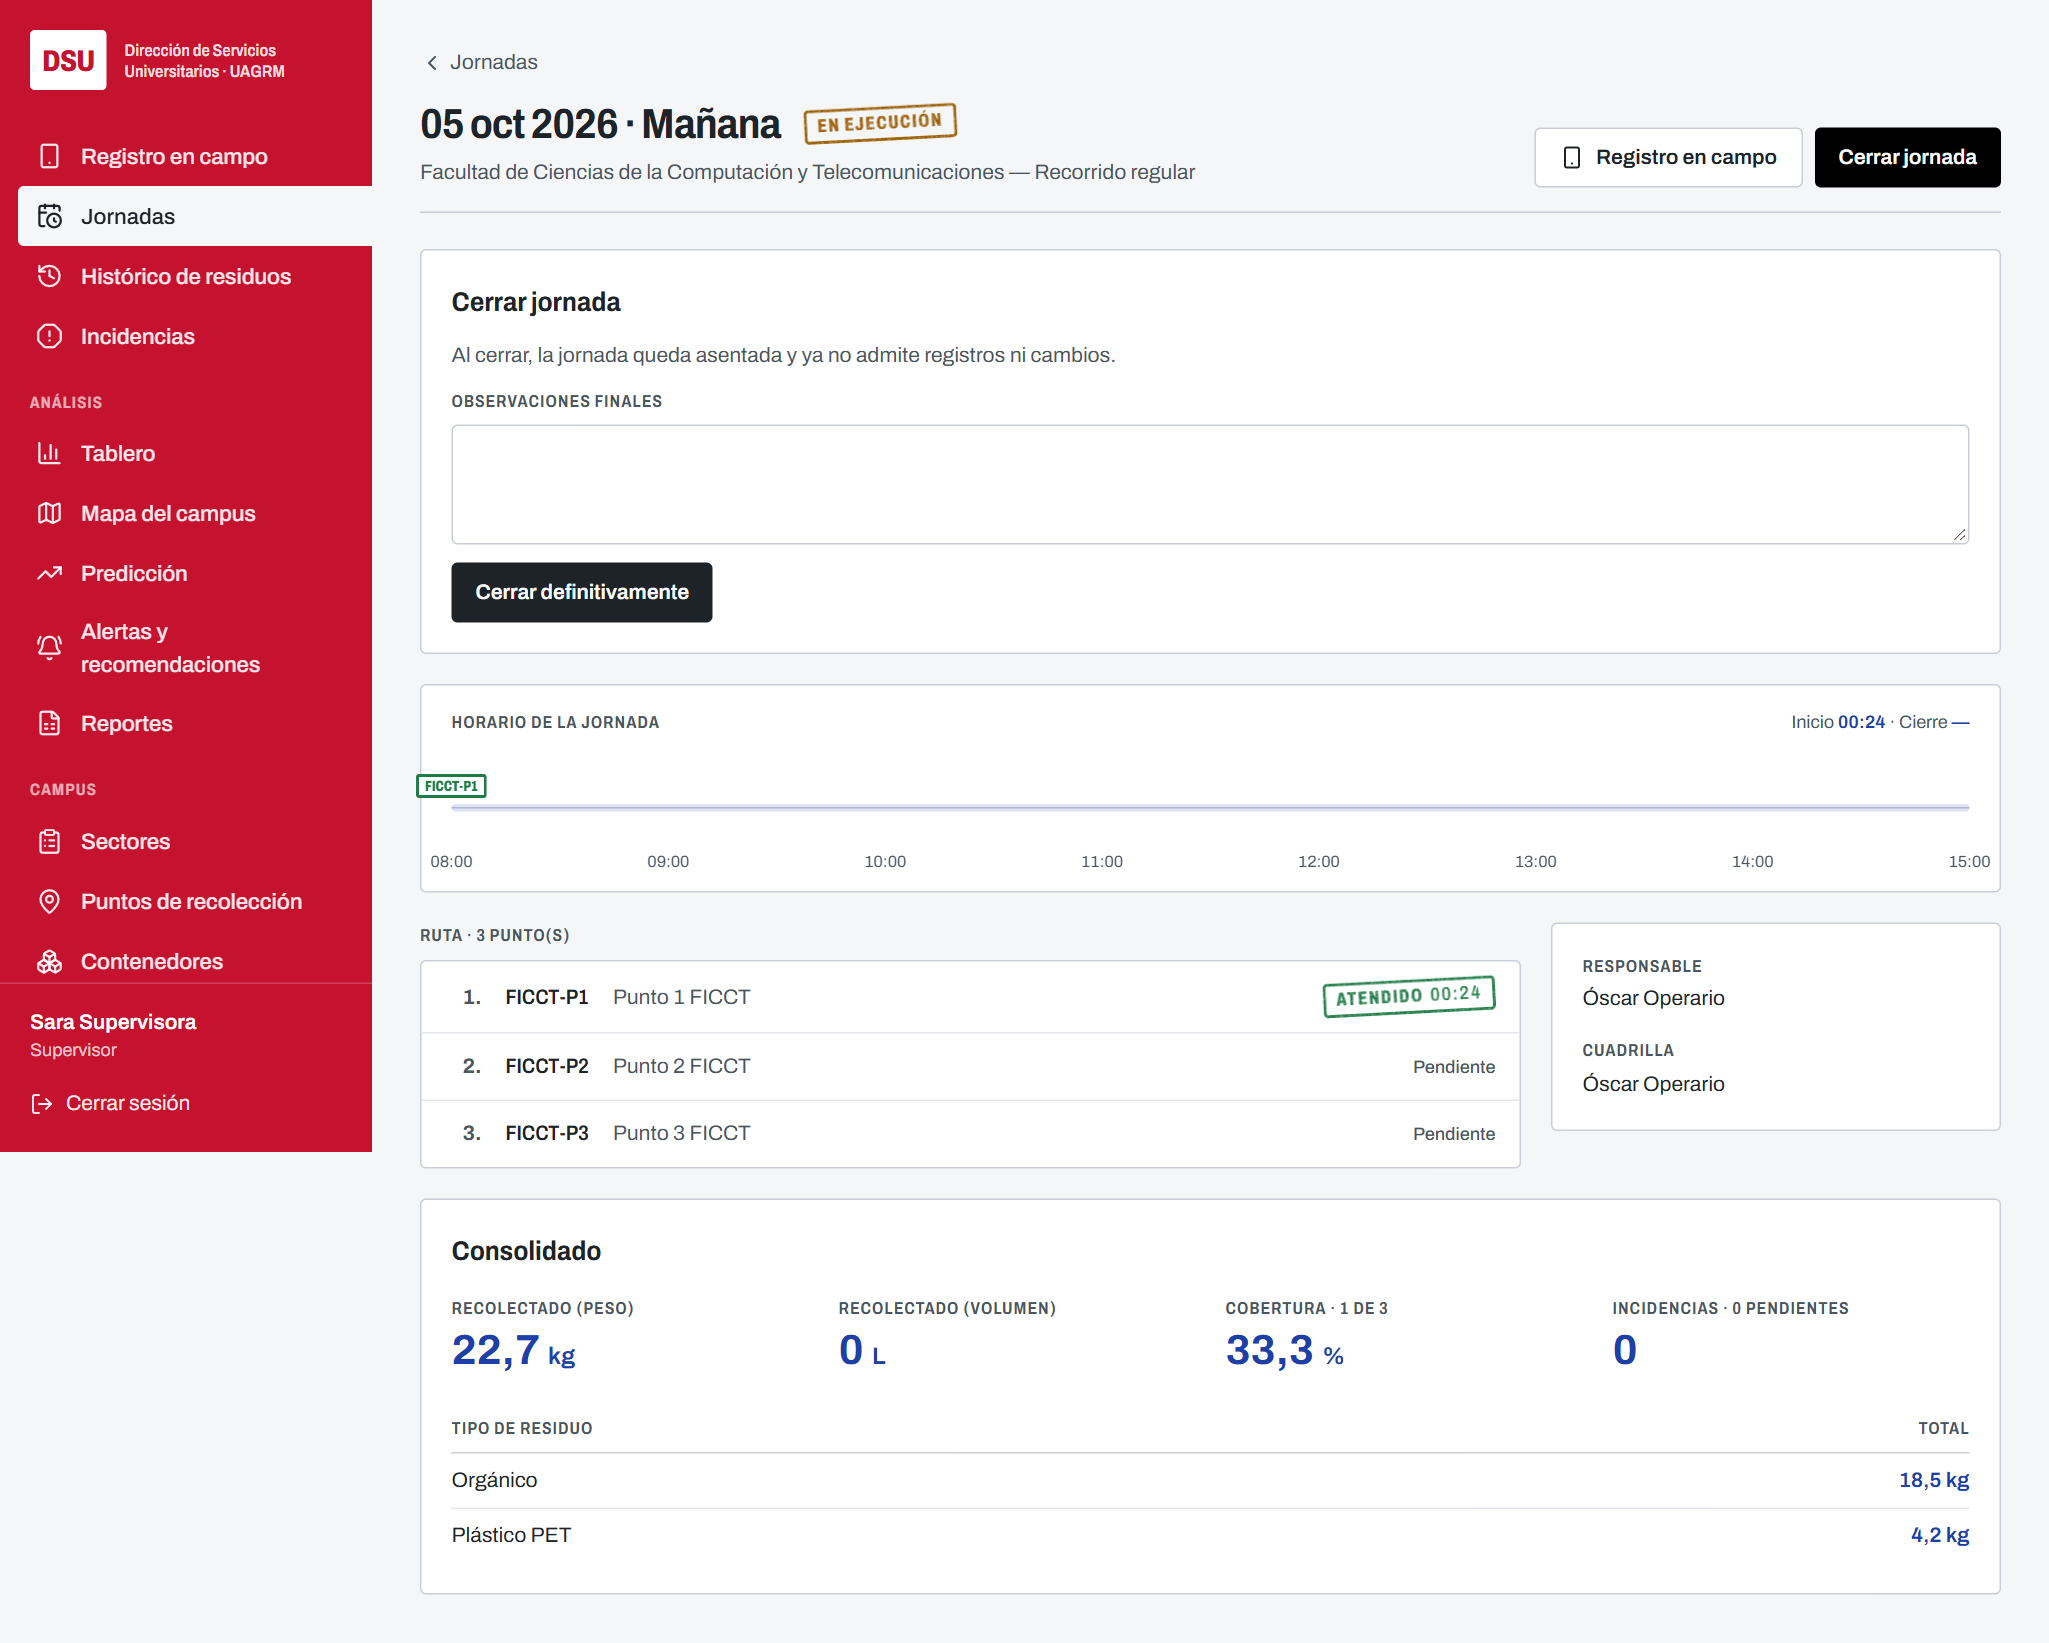 DSU
Dirección de Servicios
Universitarios · UAGRM
Registro en campo
Jornadas
Histórico de residuos
Incidencias
ANÁLISIS
Tablero
Mapa del campus
Predicción
Alertas y
recomendaciones
Reportes
CAMPUS
Sectores
Puntos de recolección
Contenedores
Sara Supervisora
Supervisor
Cerrar sesión
Jornadas
05 oct 2026 · Mañana
EN EJECUCIÓN
Facultad de Ciencias de la Computación y Telecomunicaciones — Recorrido regular
Registro en campo
Cerrar jornada
Cerrar jornada
Al cerrar, la jornada queda asentada y ya no admite registros ni cambios.
OBSERVACIONES FINALES
Cerrar definitivamente
HORARIO DE LA JORNADA
Inicio 00:24 · Cierre —
FICCT-P1
08:00 09:00 10:00 11:00 12:00 13:00 14:00 15:00
RUTA · 3 PUNTO(S)
1. FICCT-P1 Punto 1 FICCT ATENDIDO 00:24
2. FICCT-P2 Punto 2 FICCT Pendiente
3. FICCT-P3 Punto 3 FICCT Pendiente
RESPONSABLE
Óscar Operario
CUADRILLA
Óscar Operario
Consolidado
RECOLECTADO (PESO)
22,7 kg
RECOLECTADO (VOLUMEN)
0 L
COBERTURA · 1 DE 3
33,3 %
INCIDENCIAS · 0 PENDIENTES
0
TIPO DE RESIDUO TOTAL
Orgánico 18,5 kg
Plástico PET 4,2 kg